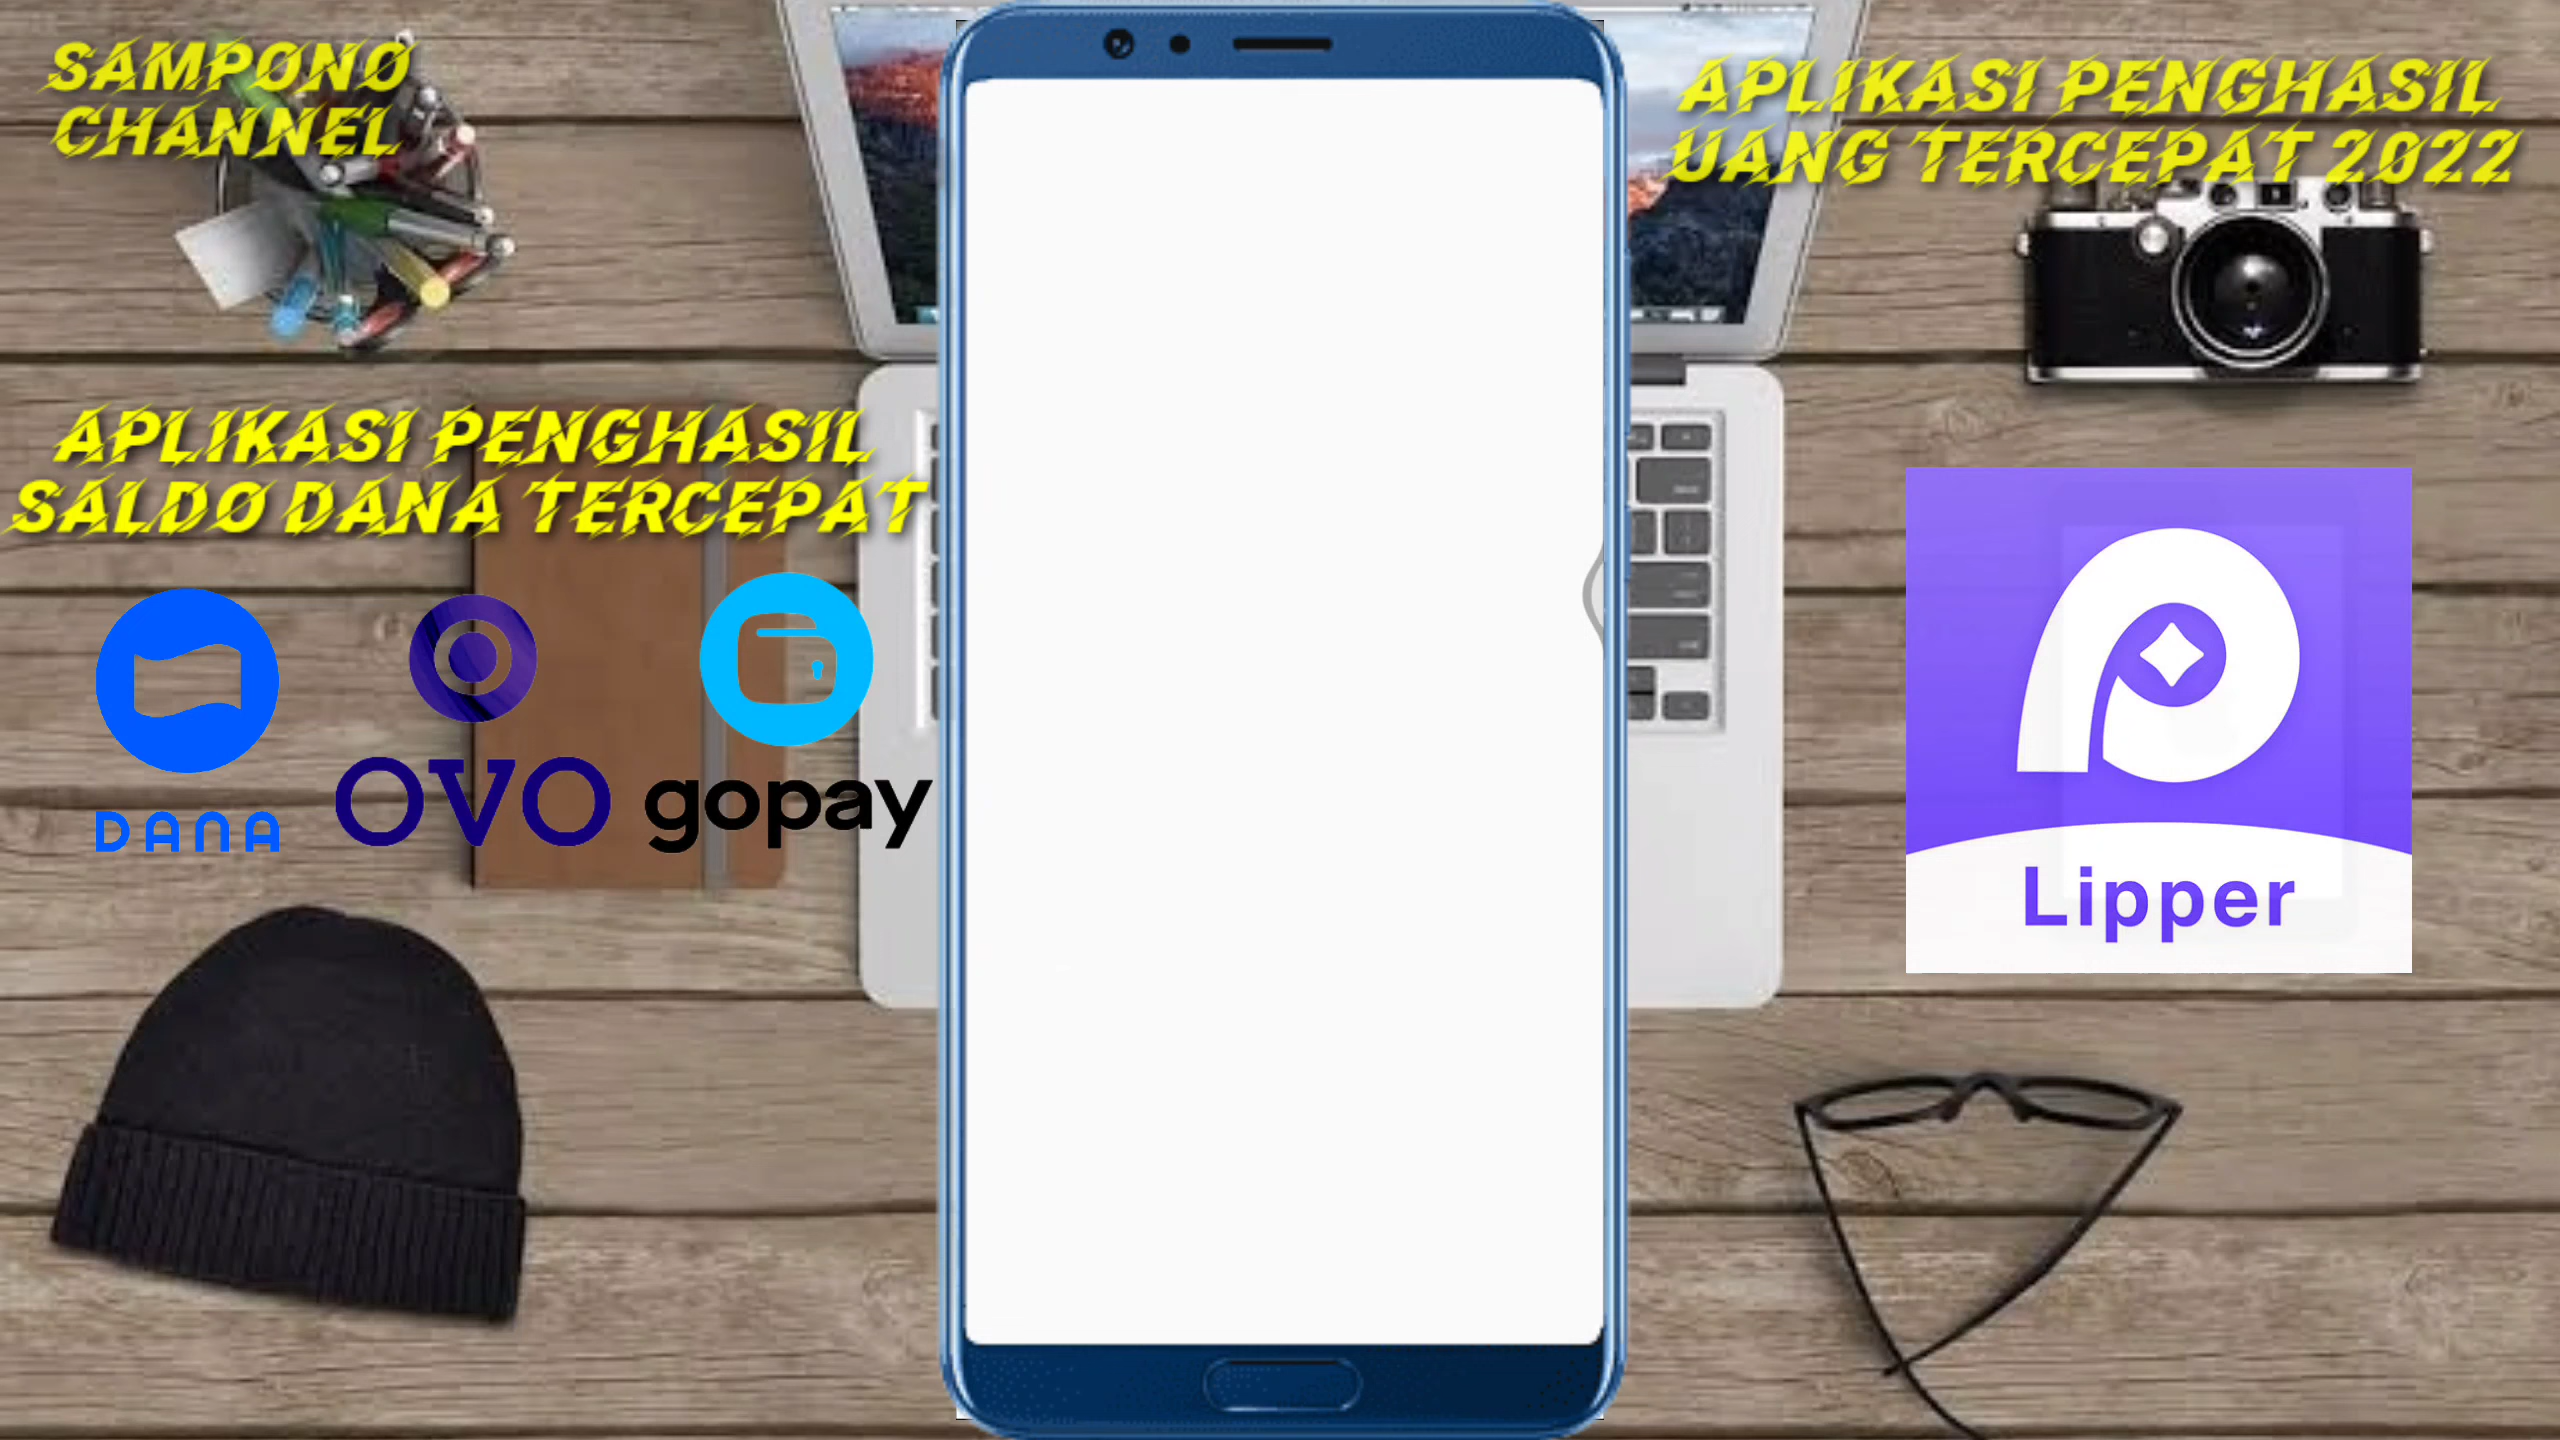 SAMPONO
CHANNEL
APLIKASI PENGHASIL
UANG TERCEPAT 2022
APLIKASI PENGHASIL
SALDO DANA TERCEPAT
DANA
OVO
gopay
Lipper